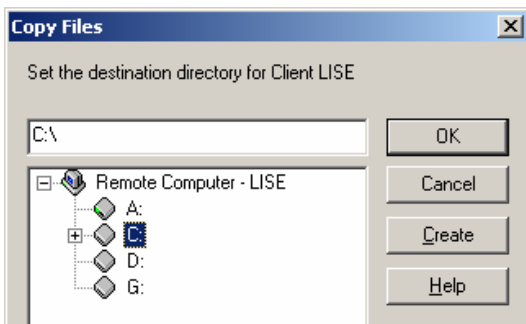 Copy Files
Set the destination directory for Client LISE
C:\
OK
Remote Computer - LISE
Cancel
A:
C:
Create
D:
G:
Help